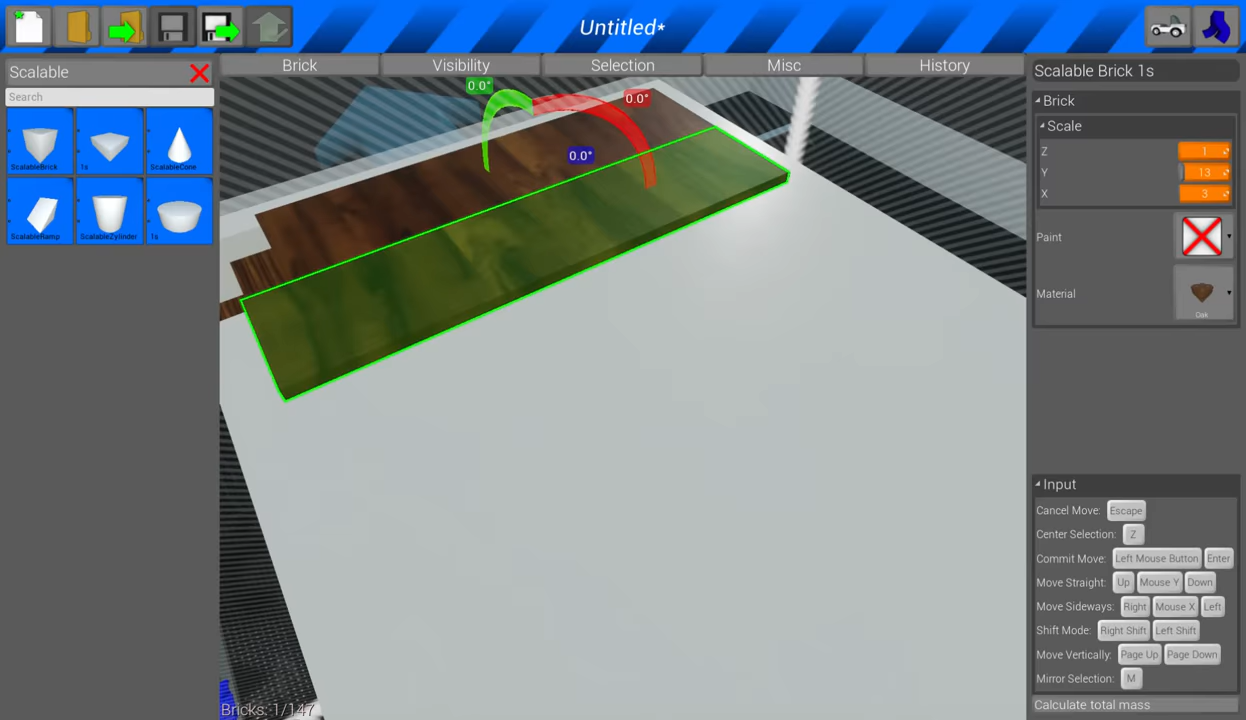 Untitled*
Scalable
Search
ScalableBrick
1s
ScalableCone
ScalableRamp
ScalableZylinder
1s
Brick
Visibility
Selection
Misc
History
0.0°
0.0°
0.0°
Bricks: 1/147
Scalable Brick 1s
Brick
Scale
Z 1
Y 13
X 3
Paint
Material
Oak
Input
Cancel Move: Escape
Center Selection: Z
Commit Move: Left Mouse Button Enter
Move Straight: Up Mouse Y Down
Move Sideways: Right Mouse X Left
Shift Mode: Right Shift Left Shift
Move Vertically: Page Up Page Down
Mirror Selection: M
Calculate total mass